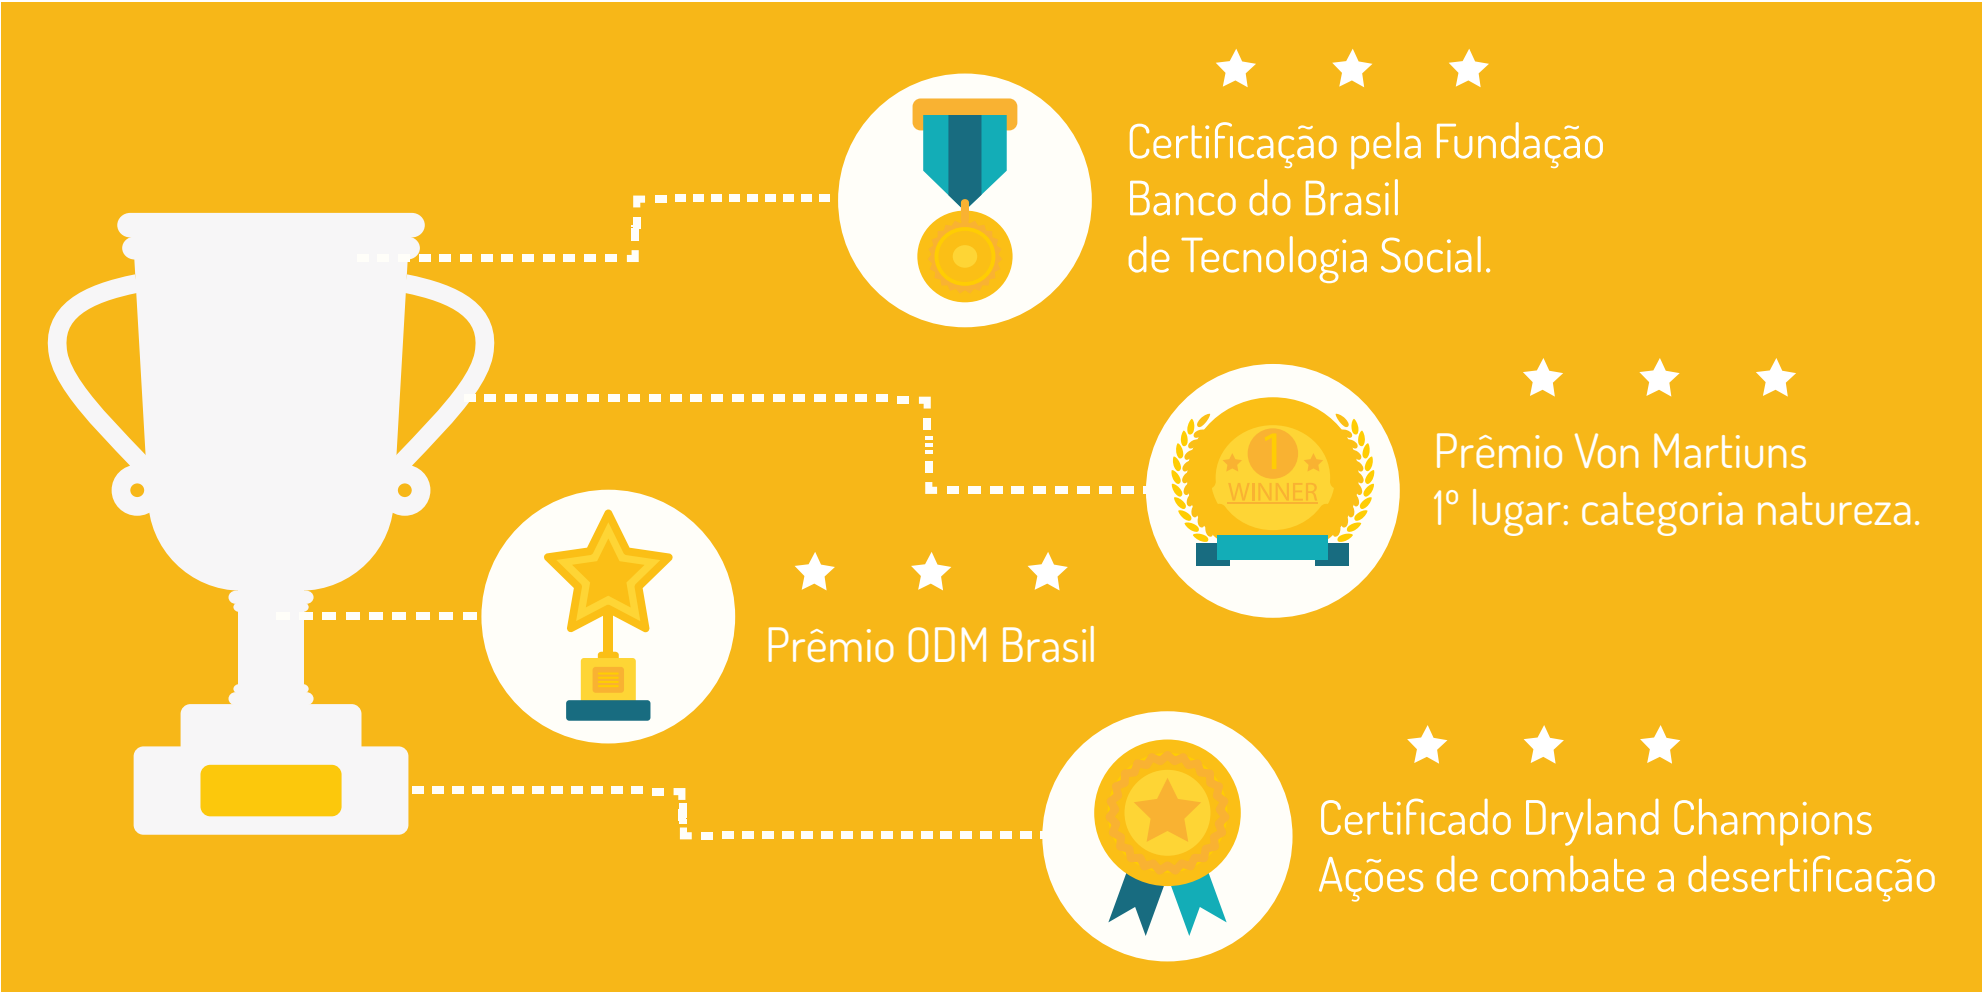 Certificação pela Fundação
Banco do Brasil
de Tecnologia Social.
Prêmio Von Martiuns
1º lugar: categoria natureza.
1
WINNER
Prêmio ODM Brasil
Certificado Dryland Champions
Ações de combate a desertificação